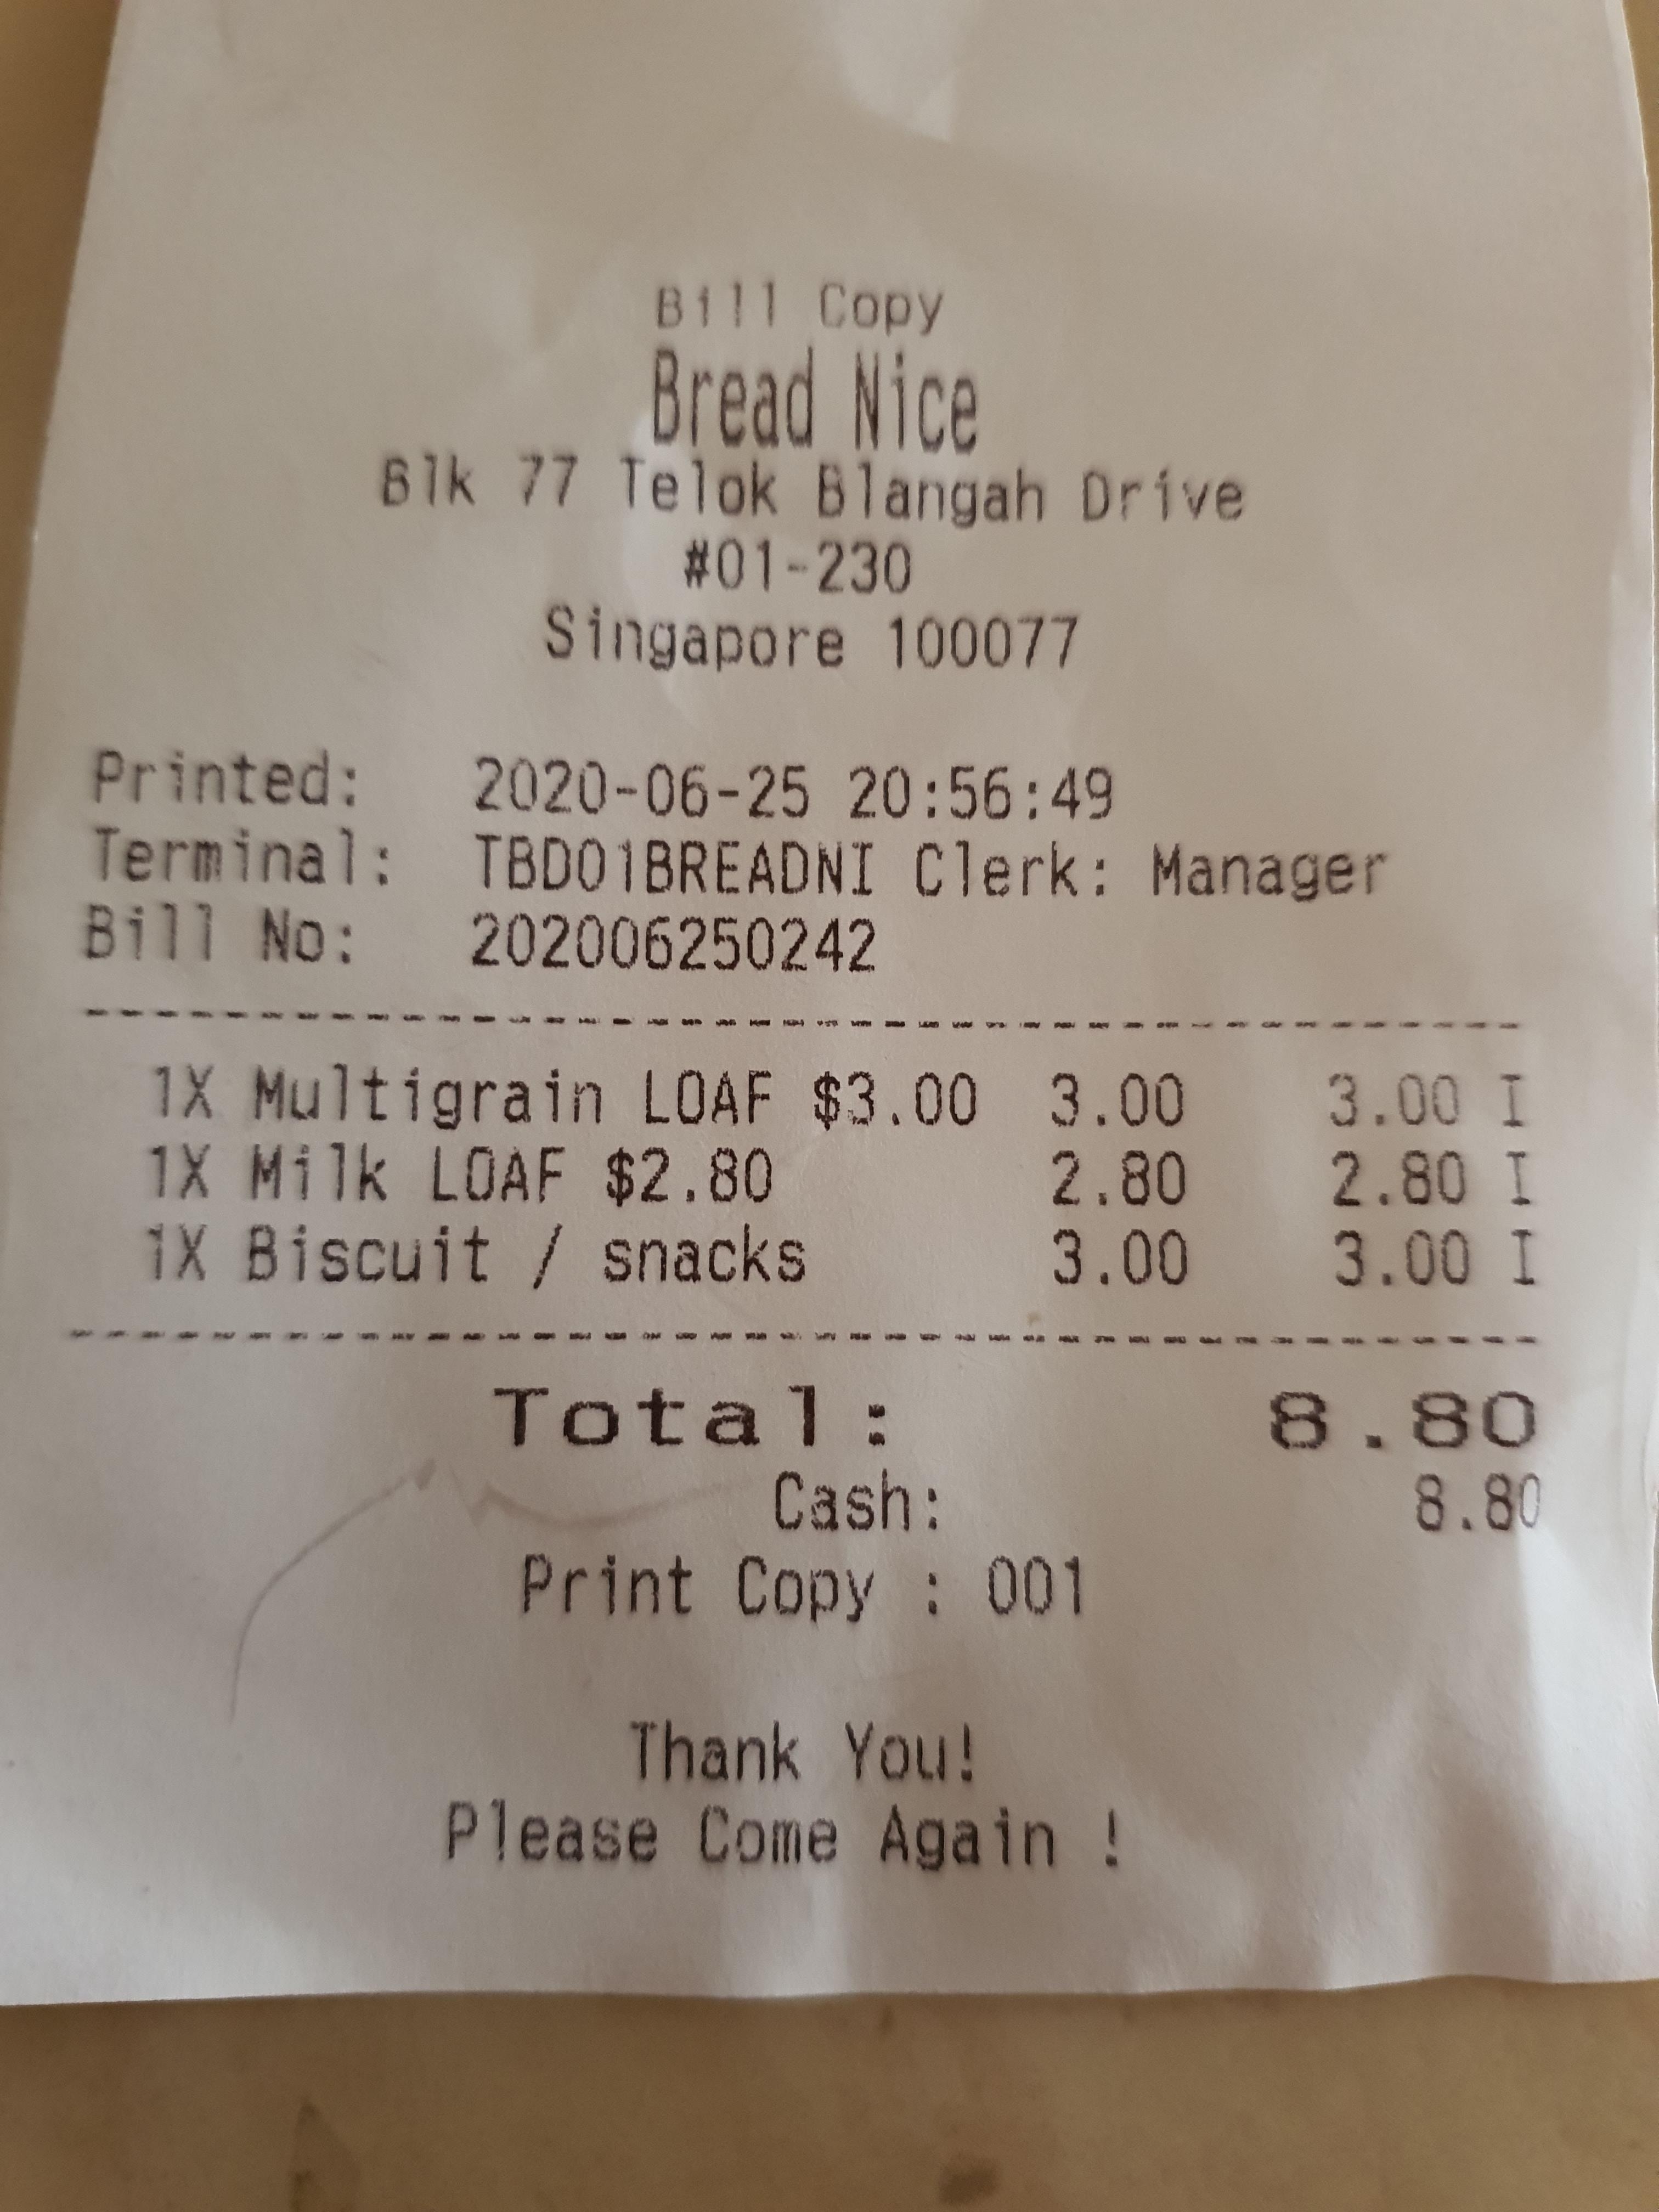 Bill Copy
Bread Nice
Blk 77 Telok Blangah Drive
#01-230
Singapore 100077
Printed: 2020-06-25 20:56:49
Terminal: TBD01BREADNI Clerk: Manager
Bill No: 202006250242
1X Multigrain LOAF $3.00 3.00 3.00 I
1X Milk LOAF $2.80 2.80 2.80 I
1X Biscuit / snacks 3.00 3.00 I
Total: 8.80
Cash: 8.80
Print Copy : 001
Thank You!
Please Come Again !